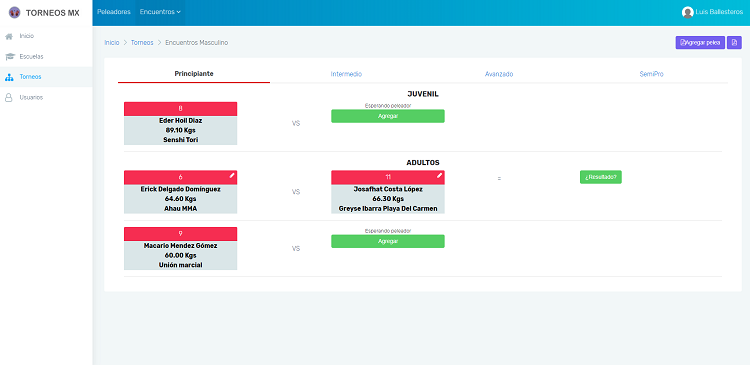 TORNEOS MX
Peleadores
Encuentros
Luis Ballesteros
Inicio
Escuelas
Torneos
Usuarios
Inicio > Torneos > Encuentros Masculino
Agregar pelea
Principiante
Intermedio
Avanzado
SemiPro
JUVENIL
8
Eder Hoil Diaz
89.10 Kgs
Senshi Tori
VS
Esperando peleador
Agregar
ADULTOS
6
Erick Delgado Domínguez
64.60 Kgs
Ahau MMA
VS
11
Josafhat Costa López
66.30 Kgs
Greyse Ibarra Playa Del Carmen
=
¿Resultado?
9
Macario Mendez Gómez
60.00 Kgs
Unión marcial
VS
Esperando peleador
Agregar